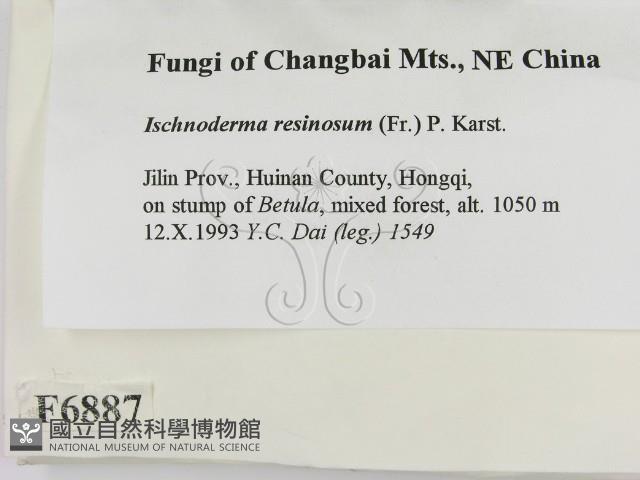 Fungi of Changbai Mts., NE China
Ischnoderma resinosum (Fr.) P. Karst.
Jilin Prov., Huinan County, Hongqi,
on stump of Betula, mixed forest, alt. 1050 m
12.X.1993 Y.C. Dai (leg.) 1549
F6887
國立自然科學博物館
NATIONAL MUSEUM OF NATURAL SCIENCE